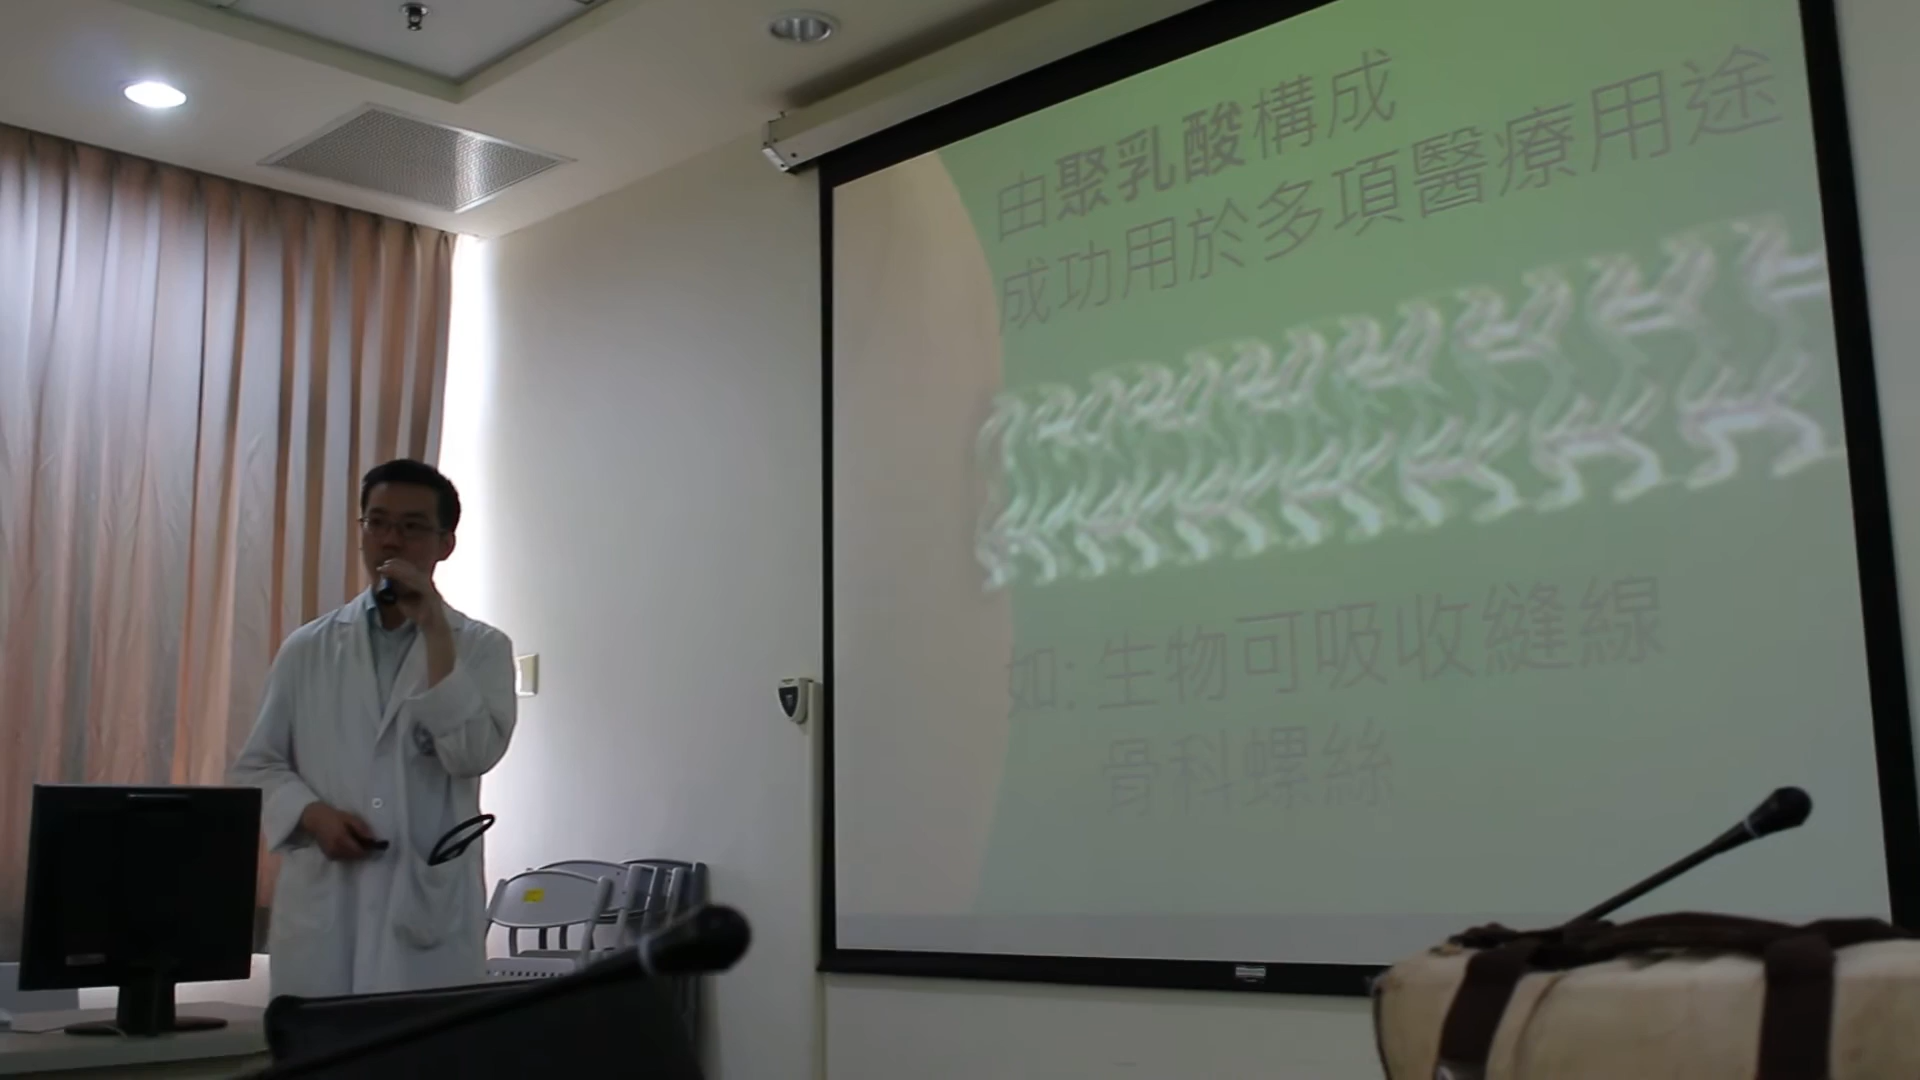 由聚乳酸構成
成功用於多項醫療用途
如: 生物可吸收縫線
骨科螺絲